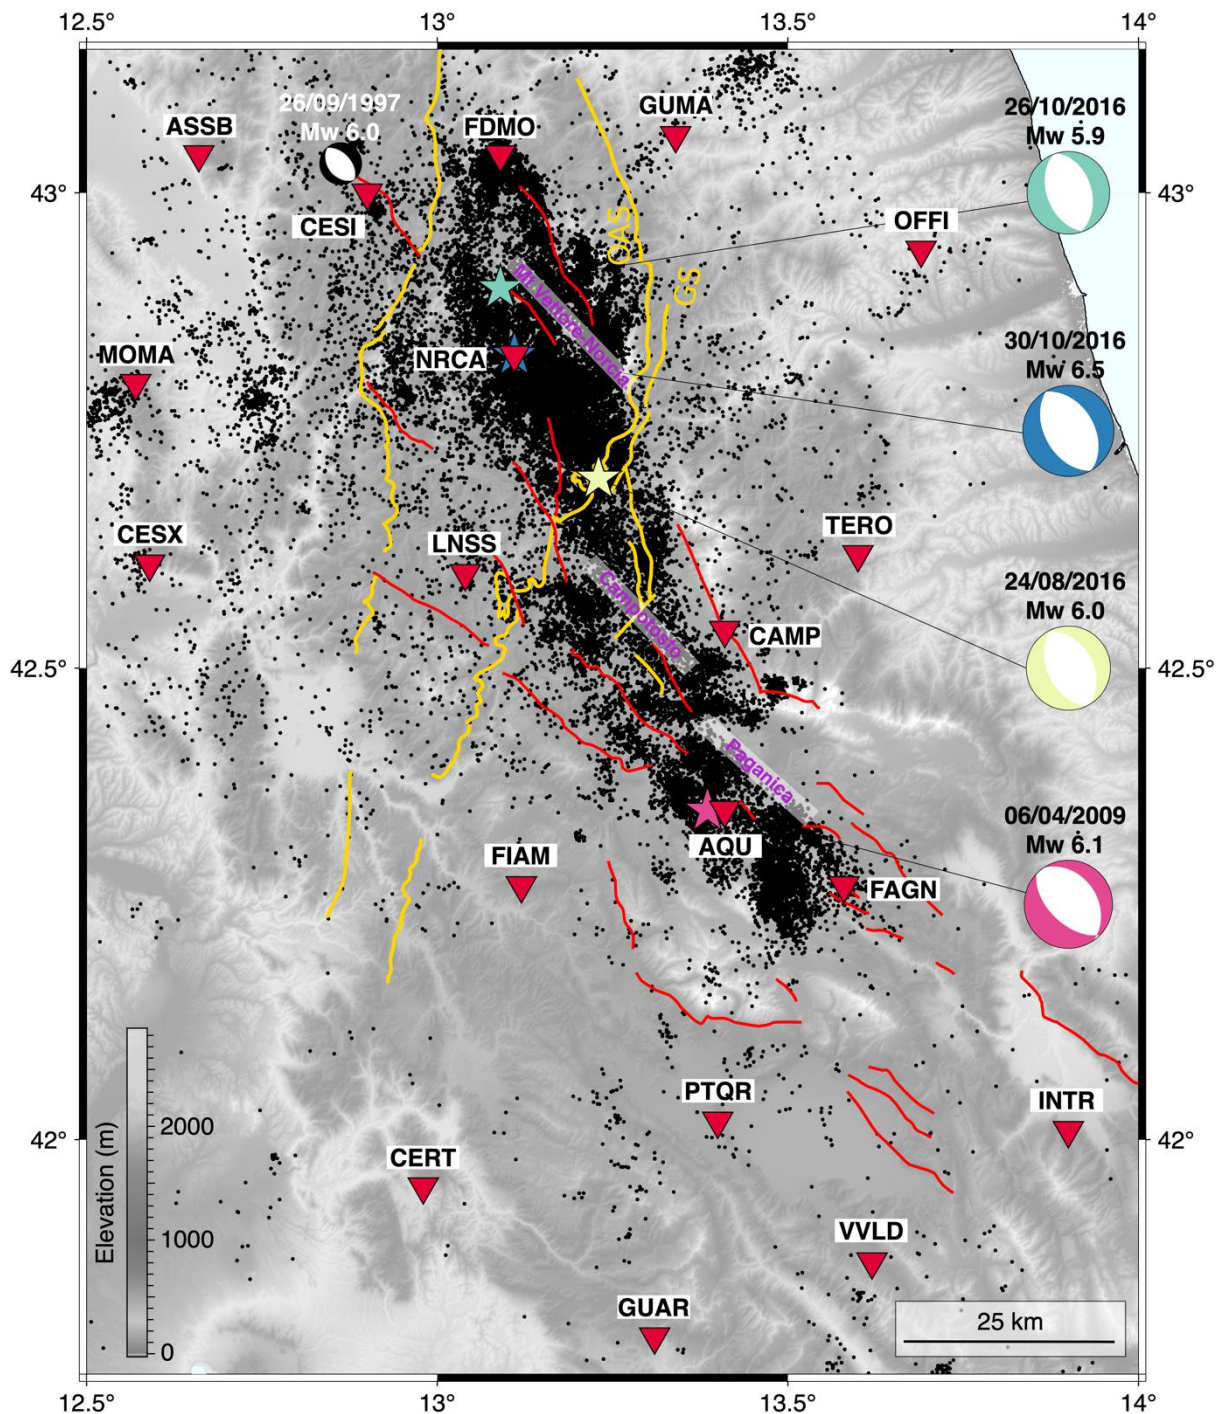 12.5° 13° 13.5° 14°
26/09/1997
Mw 6.0
ASSB
FDMO
GUMA
26/10/2016
Mw 5.9
43° 43°
CESI
OAS
OFFI
GS
Mt.Vettore-Norcia
MOMA
NRCA
30/10/2016
Mw 6.5
CESX
LNSS
TERO
Campotosto
24/08/2016
Mw 6.0
CAMP
42.5° 42.5°
Paganica
06/04/2009
Mw 6.1
AQU
FIAM
FAGN
PTQR
INTR
42° 42°
Elevation (m)
2000
1000
0
CERT
VVLD
GUAR
25 km
12.5° 13° 13.5° 14°